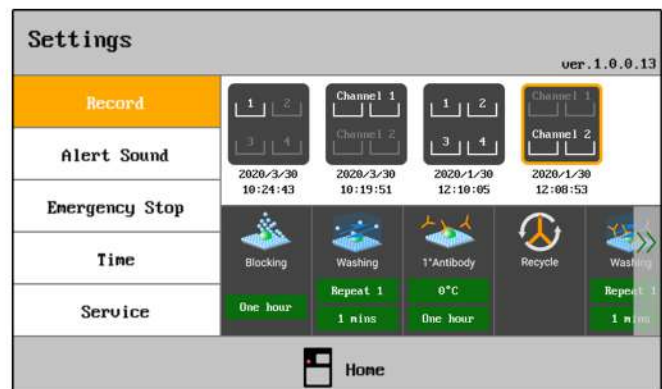 Settings
ver.1.0.0.13
Record
Alert Sound
Emergency Stop
Time
Service
1 2
3 4
2020/3/30
10:24:43
Channel 1
Channel 2
2020/3/30
10:19:51
1 2
3 4
2020/1/30
12:10:05
Channel 1
Channel 2
2020/1/30
12:08:53
Blocking
One hour
Washing
Repeat 1
1 mins
1°Antibody
0°C
One hour
Recycle
Washing
Repeat 1
1 mins
Home